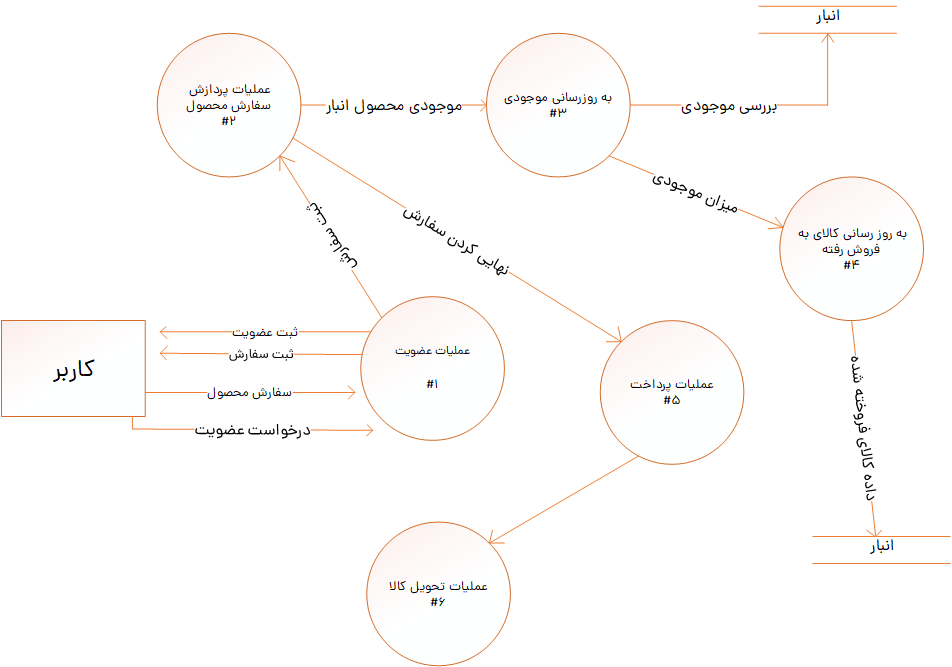 انبار
عملیات پردازش
سفارش محصول
#۲
موجودی محصول انبار
به روزرسانی موجودی
#۳
بررسی موجودی
میزان موجودی
به روز رسانی کالای به
فروش رفته
#۴
ثبت سفارش
نهایی کردن سفارش
ثبت عضویت
ثبت سفارش
سفارش محصول
درخواست عضویت
کاربر
عملیات عضویت
#۱
عملیات پرداخت
#۵
داده کالای فروخته شده
انبار
عملیات تحویل کالا
#۶